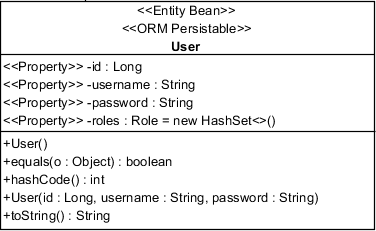 <<Entity Bean>>
<<ORM Persistable>>
User
<<Property>> -id : Long
<<Property>> -username : String
<<Property>> -password : String
<<Property>> -roles : Role = new HashSet<>()
+User()
+equals(o : Object) : boolean
+hashCode() : int
+User(id : Long, username : String, password : String)
+toString() : String